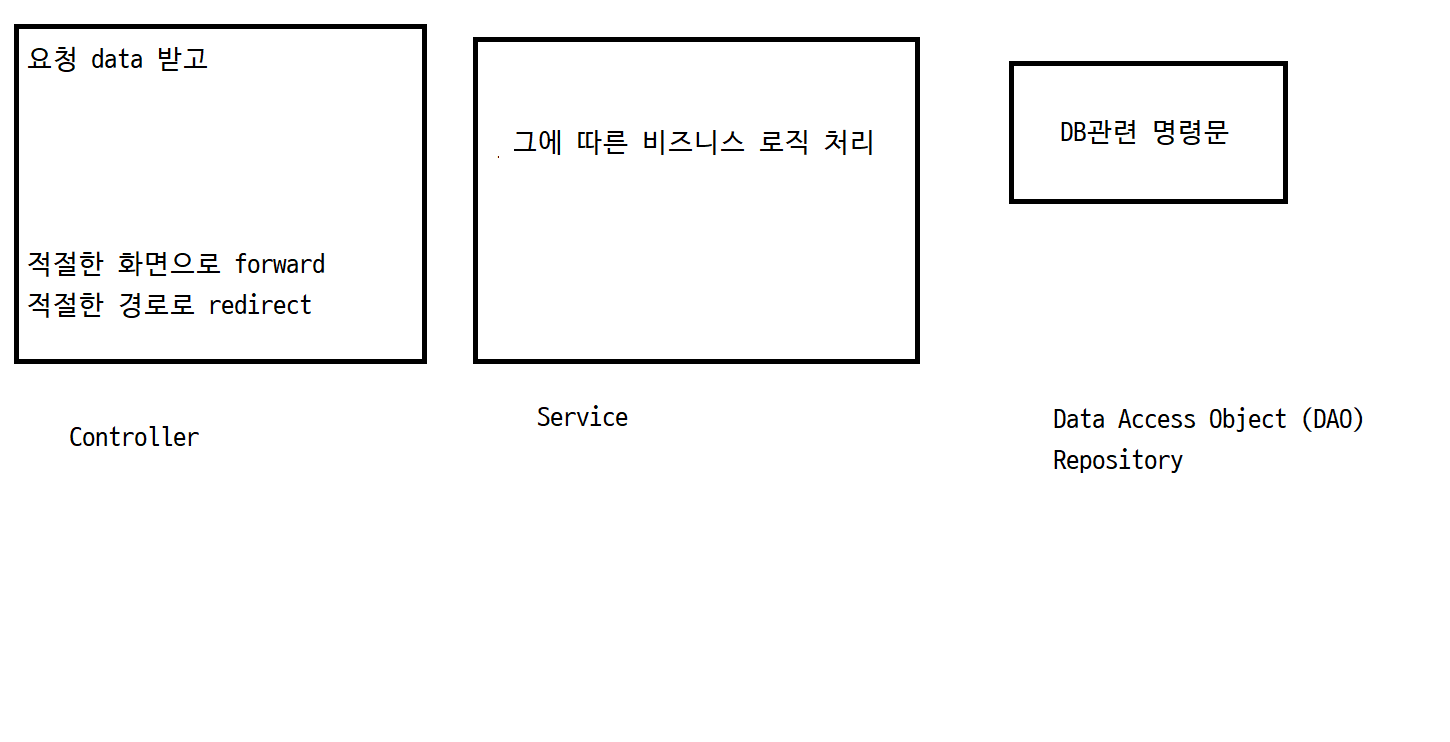 요청 data 받고
적절한 화면으로 forward
적절한 경로로 redirect
Controller
그에 따른 비즈니스 로직 처리
Service
DB관련 명령문
Data Access Object (DAO)
Repository